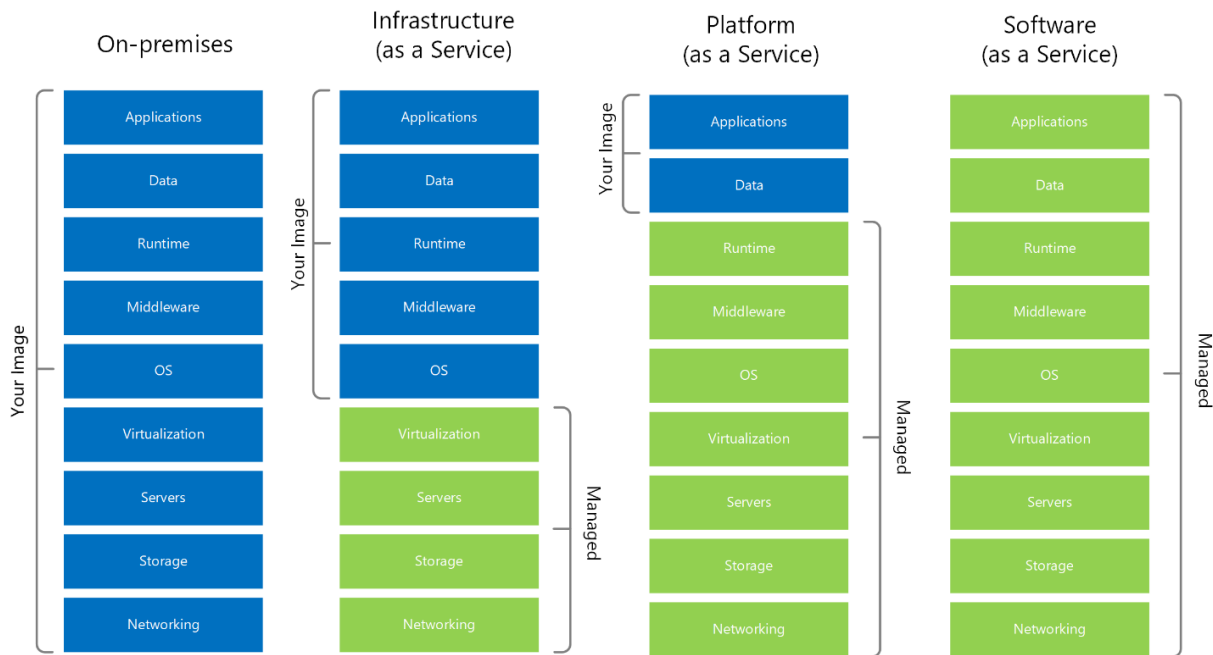 On-premises
Your Image
Applications
Data
Runtime
Middleware
OS
Virtualization
Servers
Storage
Networking
Infrastructure
(as a Service)
Your Image
Applications
Data
Runtime
Middleware
OS
Virtualization
Servers
Storage
Networking
Managed
Platform
(as a Service)
Your Image
Applications
Data
Runtime
Middleware
OS
Virtualization
Servers
Storage
Networking
Managed
Software
(as a Service)
Applications
Data
Runtime
Middleware
OS
Virtualization
Servers
Storage
Networking
Managed